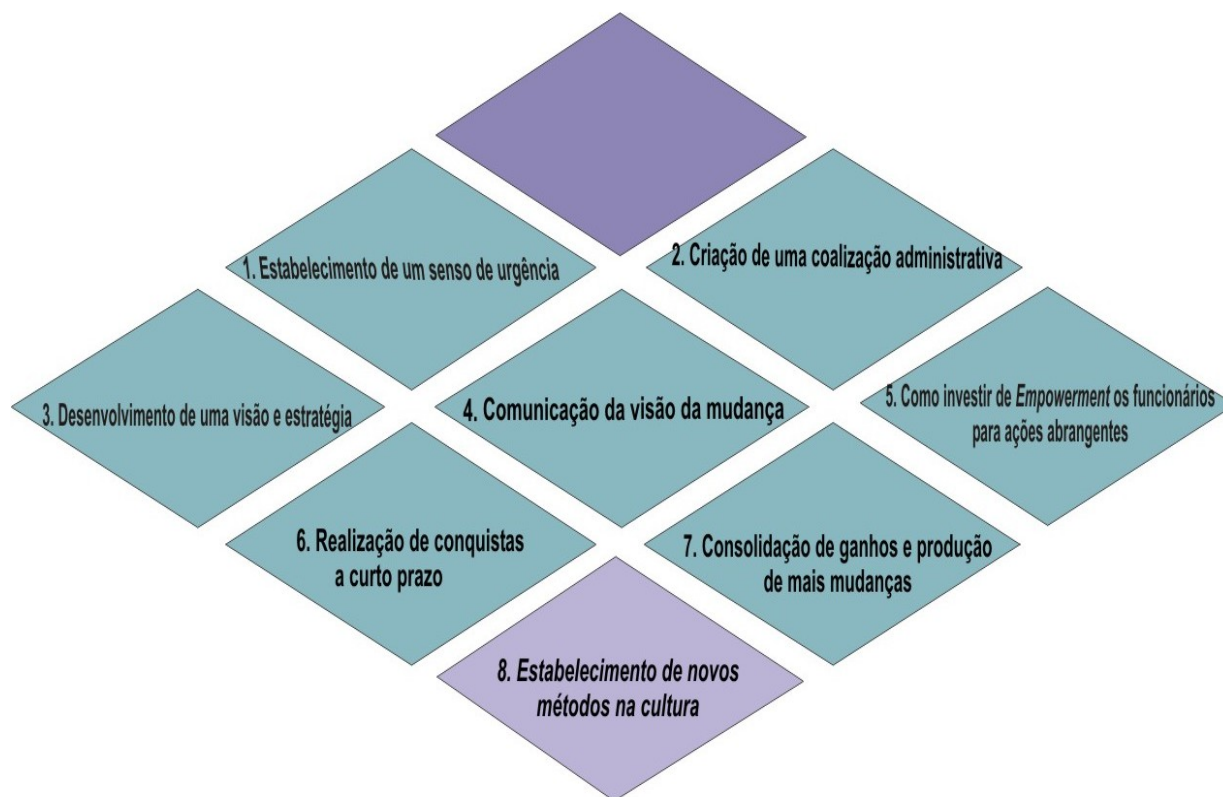 1. Estabelecimento de um senso de urgência
2. Criação de uma coalização administrativa
3. Desenvolvimento de uma visão e estratégia
4. Comunicação da visão da mudança
5. Como investir de Empowerment os funcionários
para ações abrangentes
6. Realização de conquistas
a curto prazo
7. Consolidação de ganhos e produção
de mais mudanças
8. Estabelecimento de novos
métodos na cultura